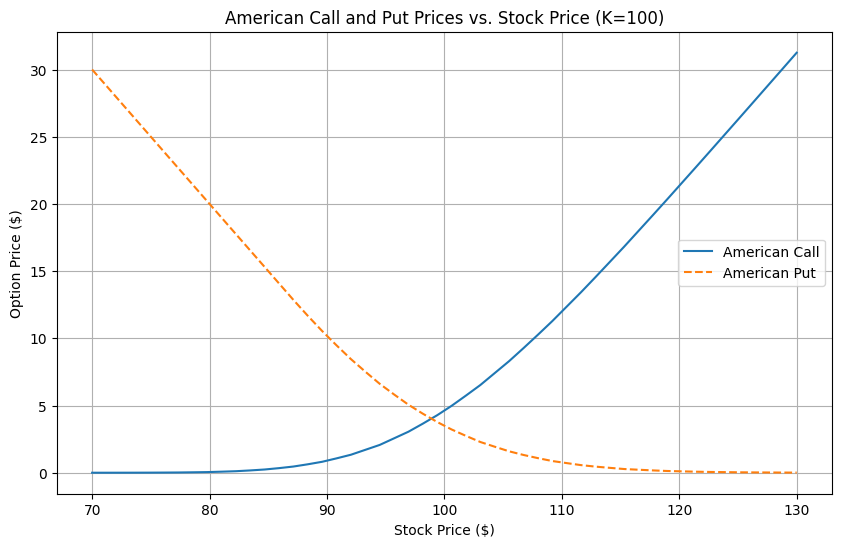 American Call and Put Prices vs. Stock Price (K=100)
Option Price ($)
30
25
20
15
10
5
0
American Call
American Put
70 80 90 100 110 120 130
Stock Price ($)